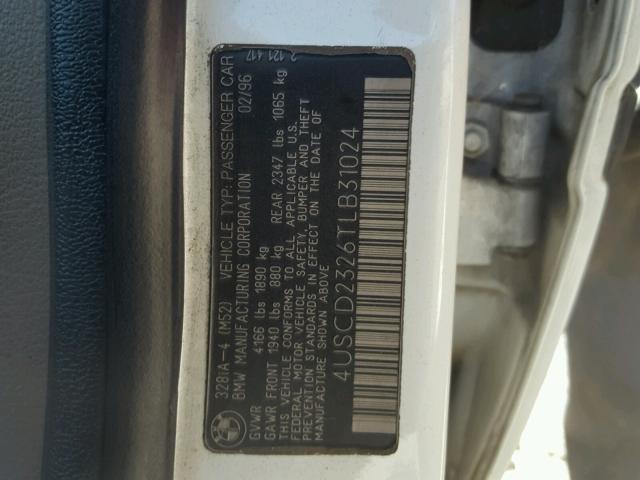 2 121 417
328iA-4 (M52) VEHICLE TYP: PASSENGER CAR
BMW MANUFACTURING CORPORATION 02/96
GVWR 4166 lbs 1890 kg
GAWR FRONT 1940 lbs 880 kg REAR 2347 lbs 1065 kg
THIS VEHICLE CONFORMS TO ALL APPLICABLE U.S.
FEDERAL MOTOR VEHICLE SAFETY, BUMPER AND THEFT
PREVENTION STANDARDS IN EFFECT ON THE DATE OF
MANUFACTURE SHOWN ABOVE
4USCD2326TLB31024